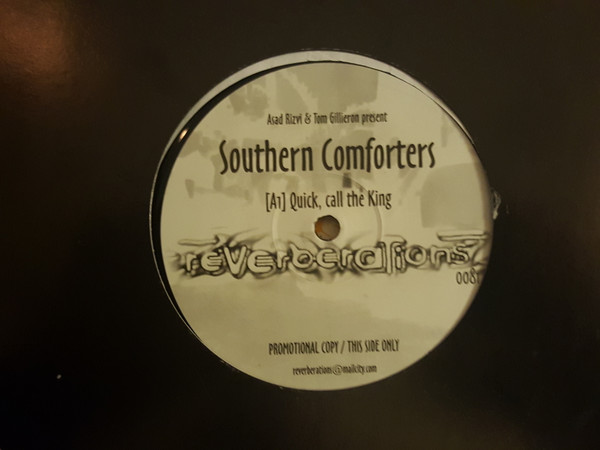 Asad Rizvi & Tom Gillieron present
Southern Comforters
[A1] Quick, call the King
reverberations
008
PROMOTIONAL COPY / THIS SIDE ONLY
reverberations@mailcity.com